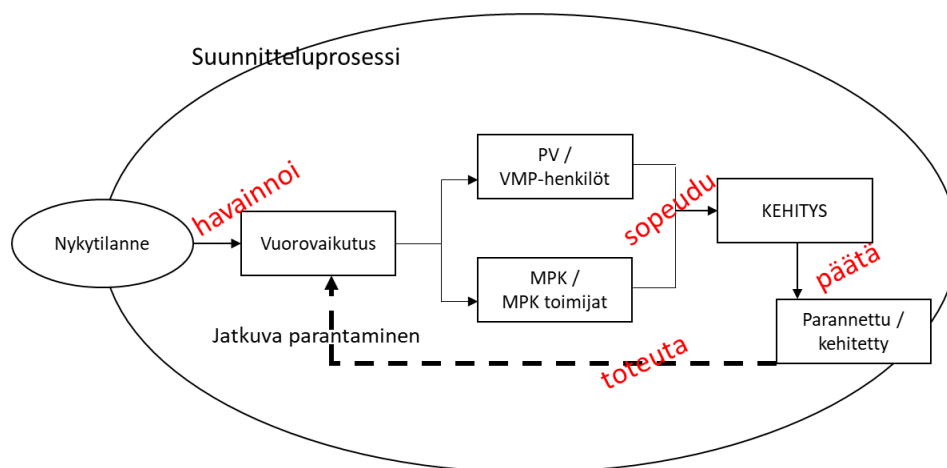 Suunnitteluprosessi
Nykytilanne
havainnoi
Vuorovaikutus
PV /
VMP-henkilöt
MPK /
MPK toimijat
sopeudu
KEHITYS
päätä
Parannettu /
kehitetty
toteuta
Jatkuva parantaminen